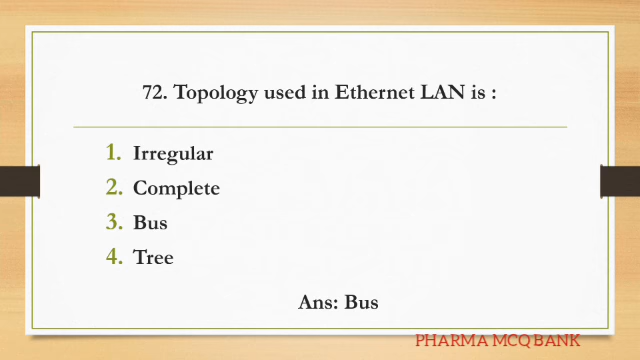 72. Topology used in Ethernet LAN is :
1. Irregular
2. Complete
3. Bus
4. Tree
Ans: Bus
PHARMA MCQ BANK